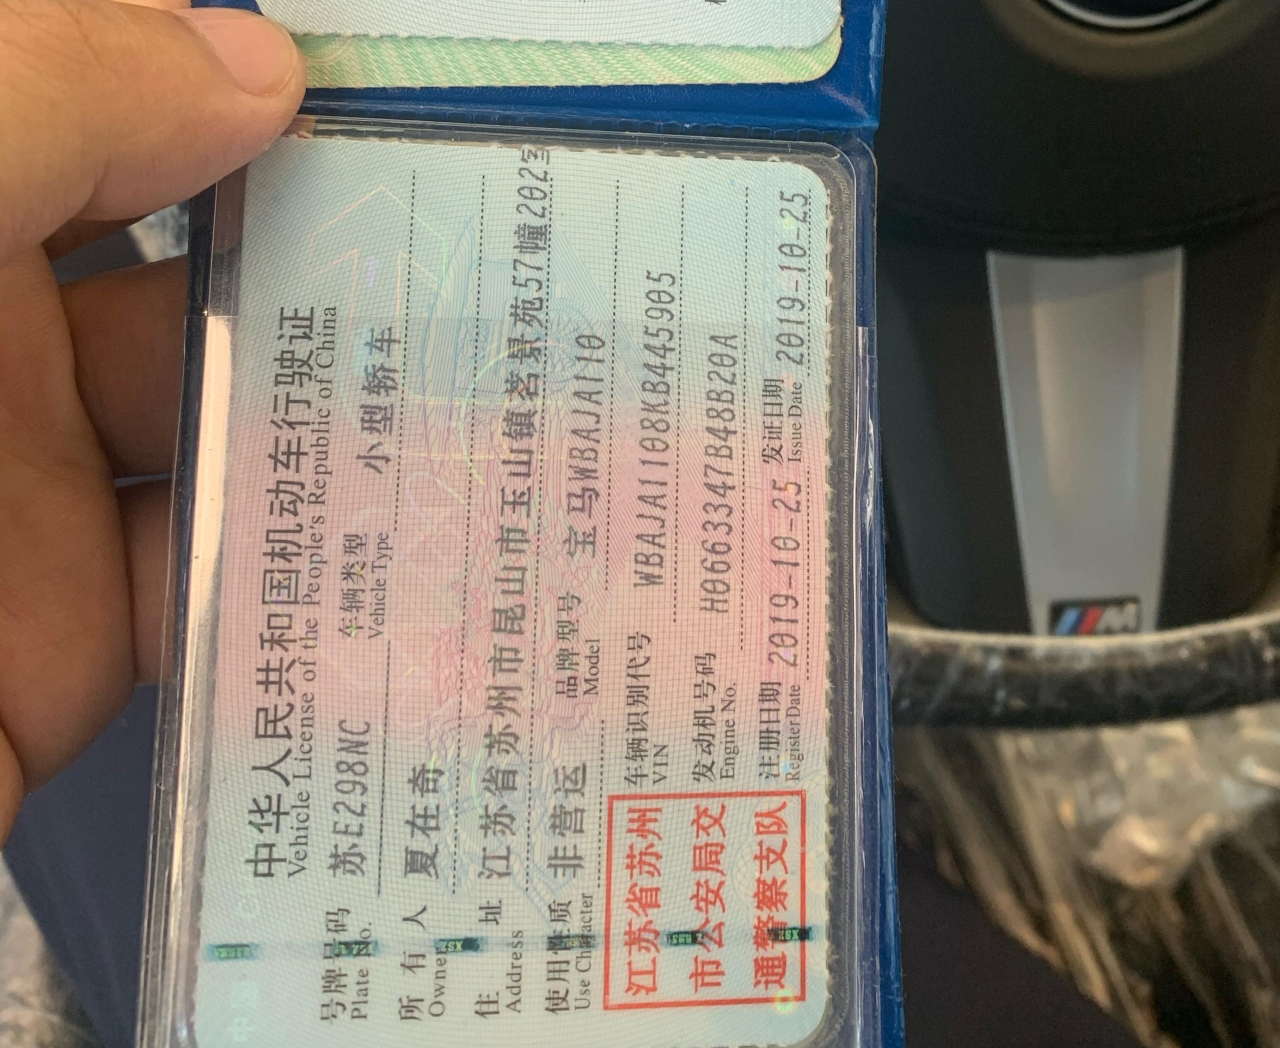 中华人民共和国机动车行驶证
Vehicle License of the People's Republic of China
号牌号码 苏E298NC 车辆类型 小型轿车
Plate No. Vehicle Type
所有人 夏在奇
Owner
住址 江苏省苏州市昆山市玉山镇茗景苑57幢202室
Address
使用性质 非营运 品牌型号 宝马WBAJA110
Use Character Model
江苏省苏州
市公安局交
通警察支队
车辆识别代号 WBAJA1108KB445905
VIN
发动机号码 H0663347B48B20A
Engine No.
注册日期 2019-10-25 发证日期 2019-10-25
Register Date Issue Date
M